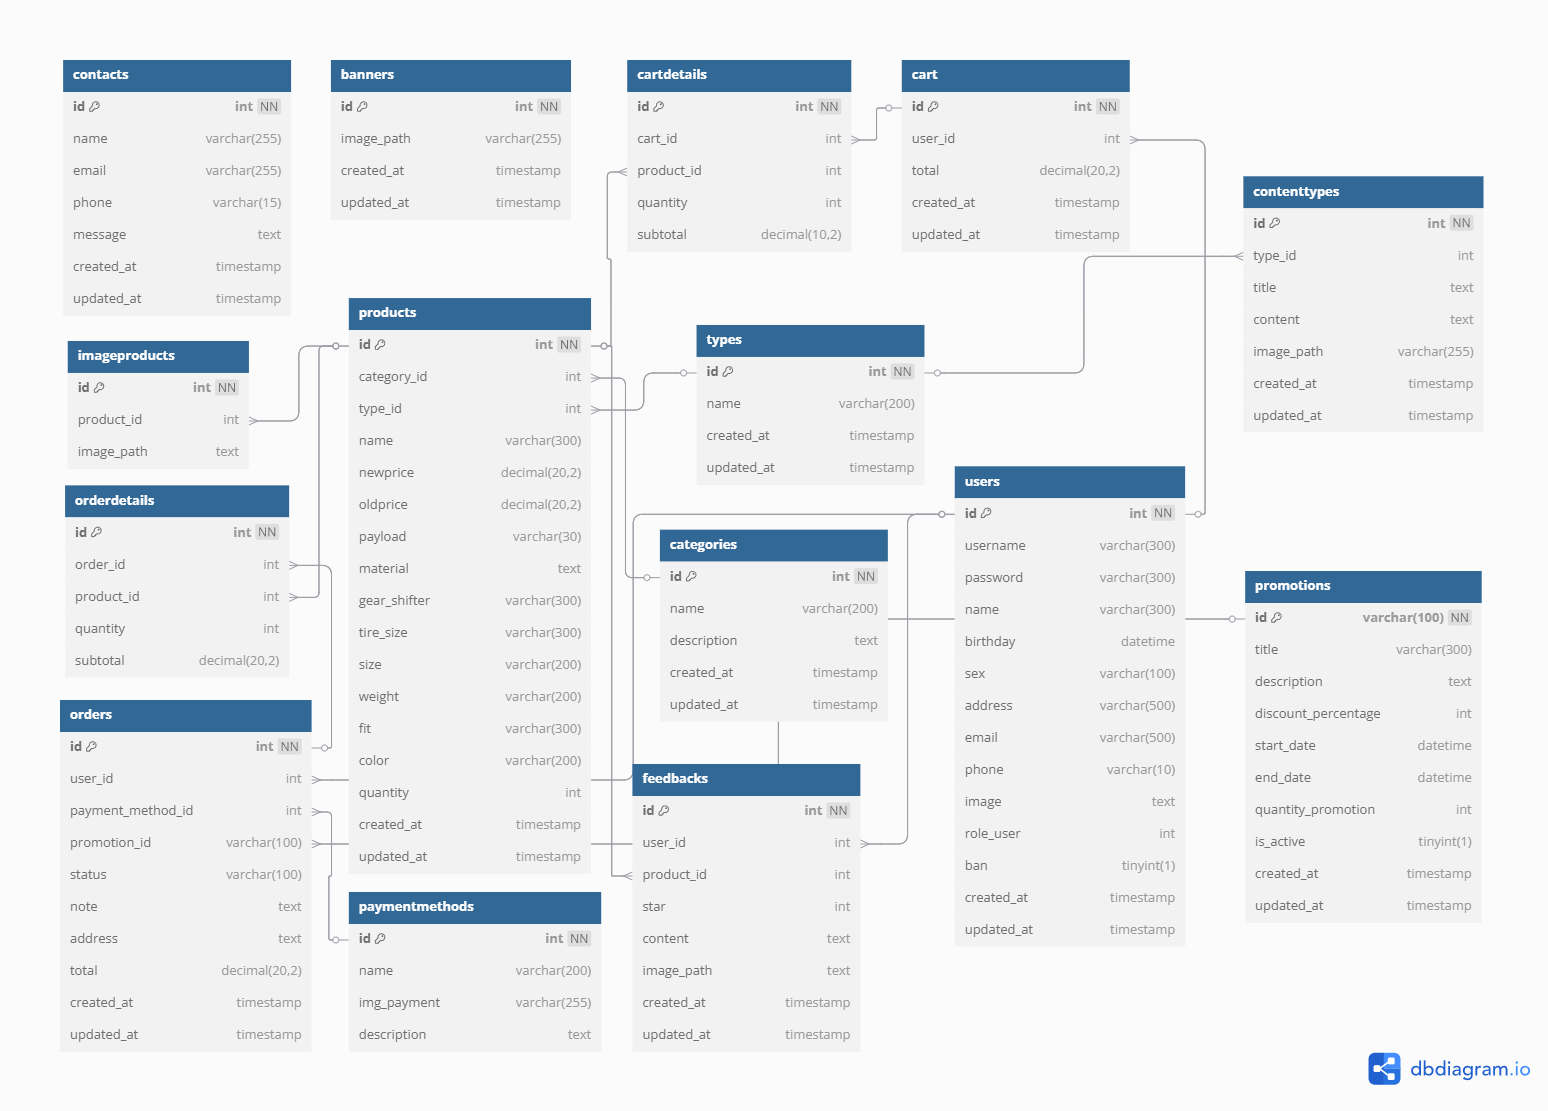 contacts
id int NN
name varchar(255)
email varchar(255)
phone varchar(15)
message text
created_at timestamp
updated_at timestamp
banners
id int NN
image_path varchar(255)
created_at timestamp
updated_at timestamp
cartdetails
id int NN
cart_id int
product_id int
quantity int
subtotal decimal(10,2)
cart
id int NN
user_id int
total decimal(20,2)
created_at timestamp
updated_at timestamp
contenttypes
id int NN
type_id int
title text
content text
image_path varchar(255)
created_at timestamp
updated_at timestamp
imageproducts
id int NN
product_id int
image_path text
products
id int NN
category_id int
type_id int
name varchar(300)
newprice decimal(20,2)
oldprice decimal(20,2)
payload varchar(30)
material text
gear_shifter varchar(300)
tire_size varchar(300)
size varchar(200)
weight varchar(200)
fit varchar(300)
color varchar(200)
quantity int
created_at timestamp
updated_at timestamp
types
id int NN
name varchar(200)
created_at timestamp
updated_at timestamp
orderdetails
id int NN
order_id int
product_id int
quantity int
subtotal decimal(20,2)
categories
id int NN
name varchar(200)
description text
created_at timestamp
updated_at timestamp
users
id int NN
username varchar(300)
password varchar(300)
name varchar(300)
birthday datetime
sex varchar(100)
address varchar(500)
email varchar(500)
phone varchar(10)
image text
role_user int
ban tinyint(1)
created_at timestamp
updated_at timestamp
promotions
id varchar(100) NN
title varchar(300)
description text
discount_percentage int
start_date datetime
end_date datetime
quantity_promotion int
is_active tinyint(1)
created_at timestamp
updated_at timestamp
orders
id int NN
user_id int
payment_method_id int
promotion_id varchar(100)
status varchar(100)
note text
address text
total decimal(20,2)
created_at timestamp
updated_at timestamp
paymentmethods
id int NN
name varchar(200)
img_payment varchar(255)
description text
feedbacks
id int NN
user_id int
product_id int
star int
content text
image_path text
created_at timestamp
updated_at timestamp
dbdiagram.io